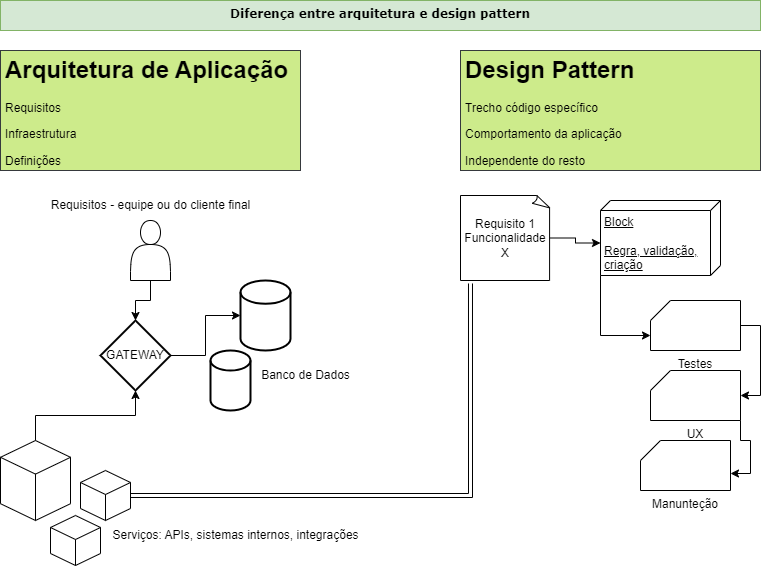 Diferença entre arquitetura e design pattern
Arquitetura de Aplicação
Requisitos
Infraestrutura
Definições
Design Pattern
Trecho código específico
Comportamento da aplicação
Independente do resto
Requisitos - equipe ou do cliente final
GATEWAY
Banco de Dados
Serviços: APIs, sistemas internos, integrações
Requisito 1
Funcionalidade
X
Block
Regra, validação,
criação
Testes
UX
Manunteção